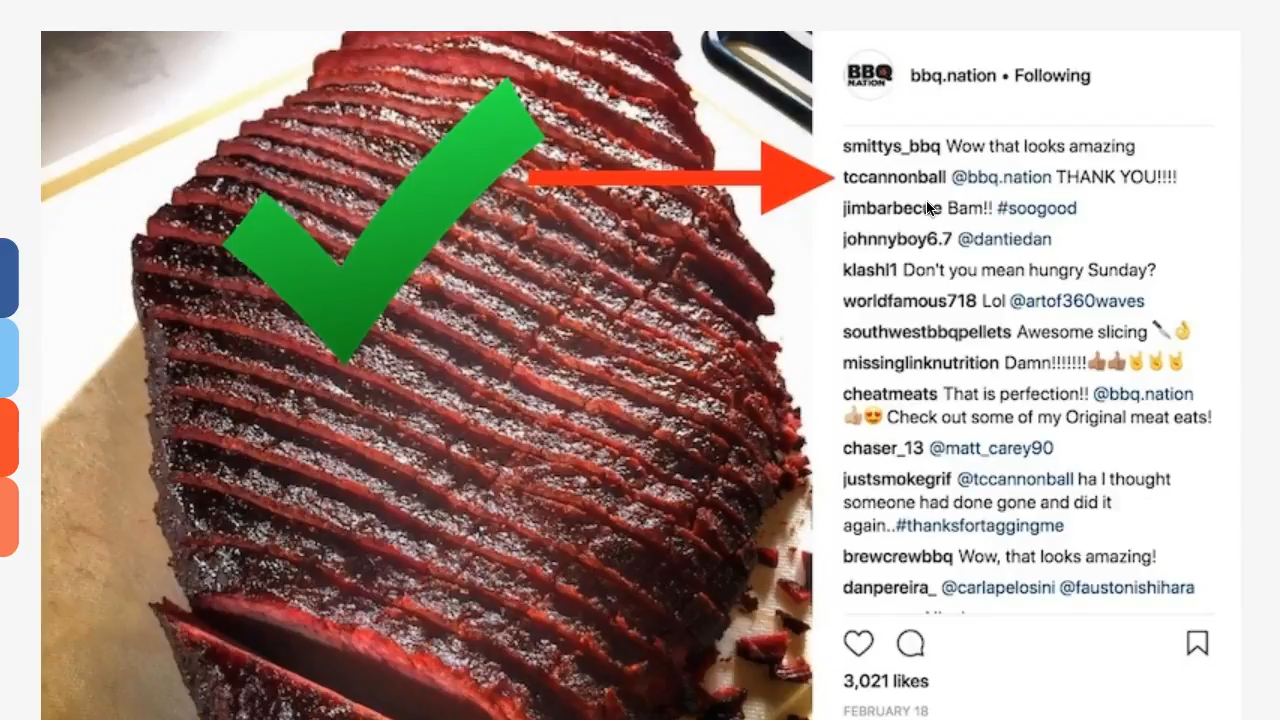 BBQ
NATION
bbq.nation • Following
smittys_bbq Wow that looks amazing
tccannonball @bbq.nation THANK YOU!!!!
jimbarbecue Bam!! #soogood
johnnyboy6.7 @dantiedan
klashl1 Don't you mean hungry Sunday?
worldfamous718 Lol @artof360waves
southwestbbqpellets Awesome slicing 🔪👌
missinglinknutrition Damn!!!!!!!👍🏽👍🏽🤘🤘🤘
cheatmeats That is perfection!! @bbq.nation
👍🏼😍 Check out some of my Original meat eats!
chaser_13 @matt_carey90
justsmokegrif @tccannonball ha I thought
someone had done gone and did it
again..#thanksfortaggingme
brewcrewbbq Wow, that looks amazing!
danpereira_ @carlapelosini @faustonishihara
3,021 likes
FEBRUARY 18